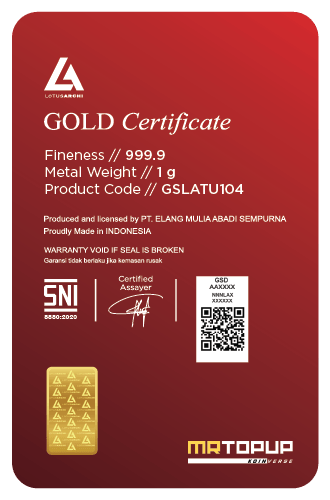 LOTUSARCHI
GOLD Certificate
Fineness // 999.9
Metal Weight // 1 g
Product Code // GSLATU104
Produced and licensed by PT. ELANG MULIA ABADI SEMPURNA
Proudly Made in INDONESIA
WARRANTY VOID IF SEAL IS BROKEN
Garansi tidak berlaku jika kemasan rusak
SNI
8880:2020
Certified
Assayer
GSD
AAXXXX
NNNLAX
XXXXXX
MRTOPUP
KOINVERGE